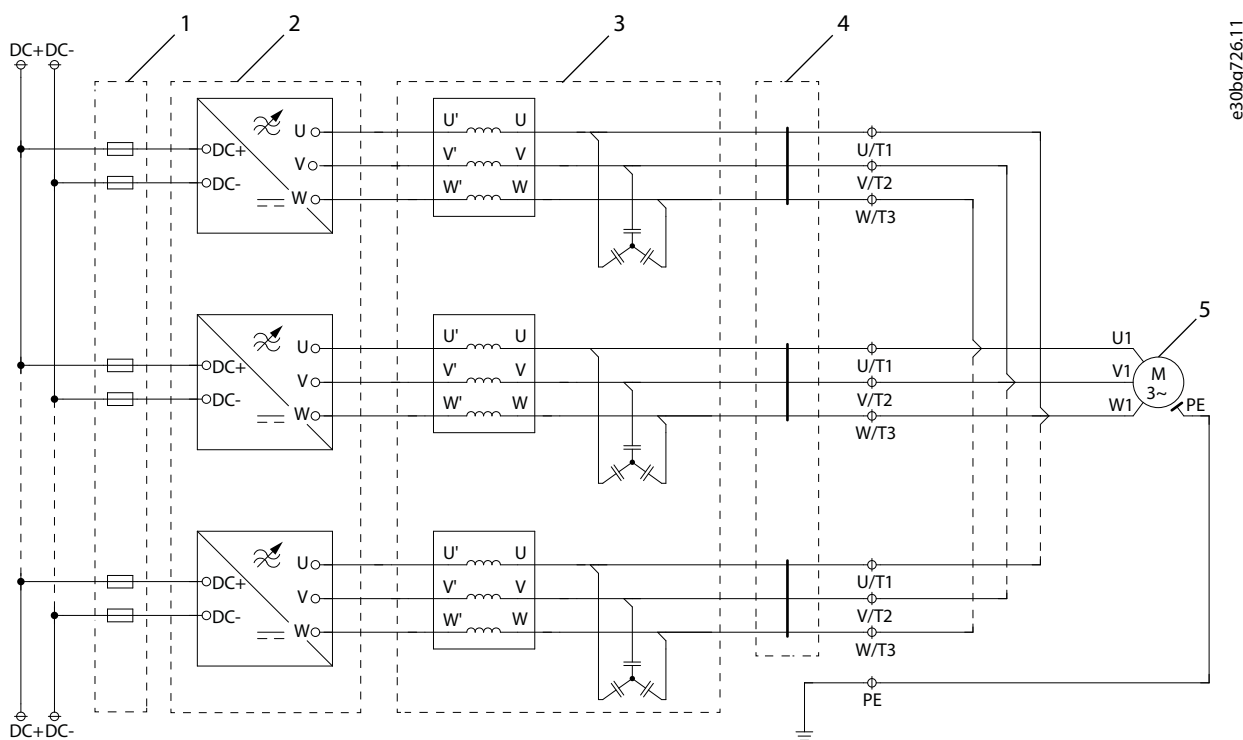 1 2 3 4
DC+ DC-
e30bg726.11
U U' U
DC+ V V' V U/T1
DC- W W' W V/T2
W/T3
5
U U' U U1
DC+ V V' V U/T1 V1 M 3~
DC- W W' W V/T2 W1 PE
W/T3
U U' U
DC+ V V' V U/T1
DC- W W' W V/T2
W/T3
PE
DC+ DC-